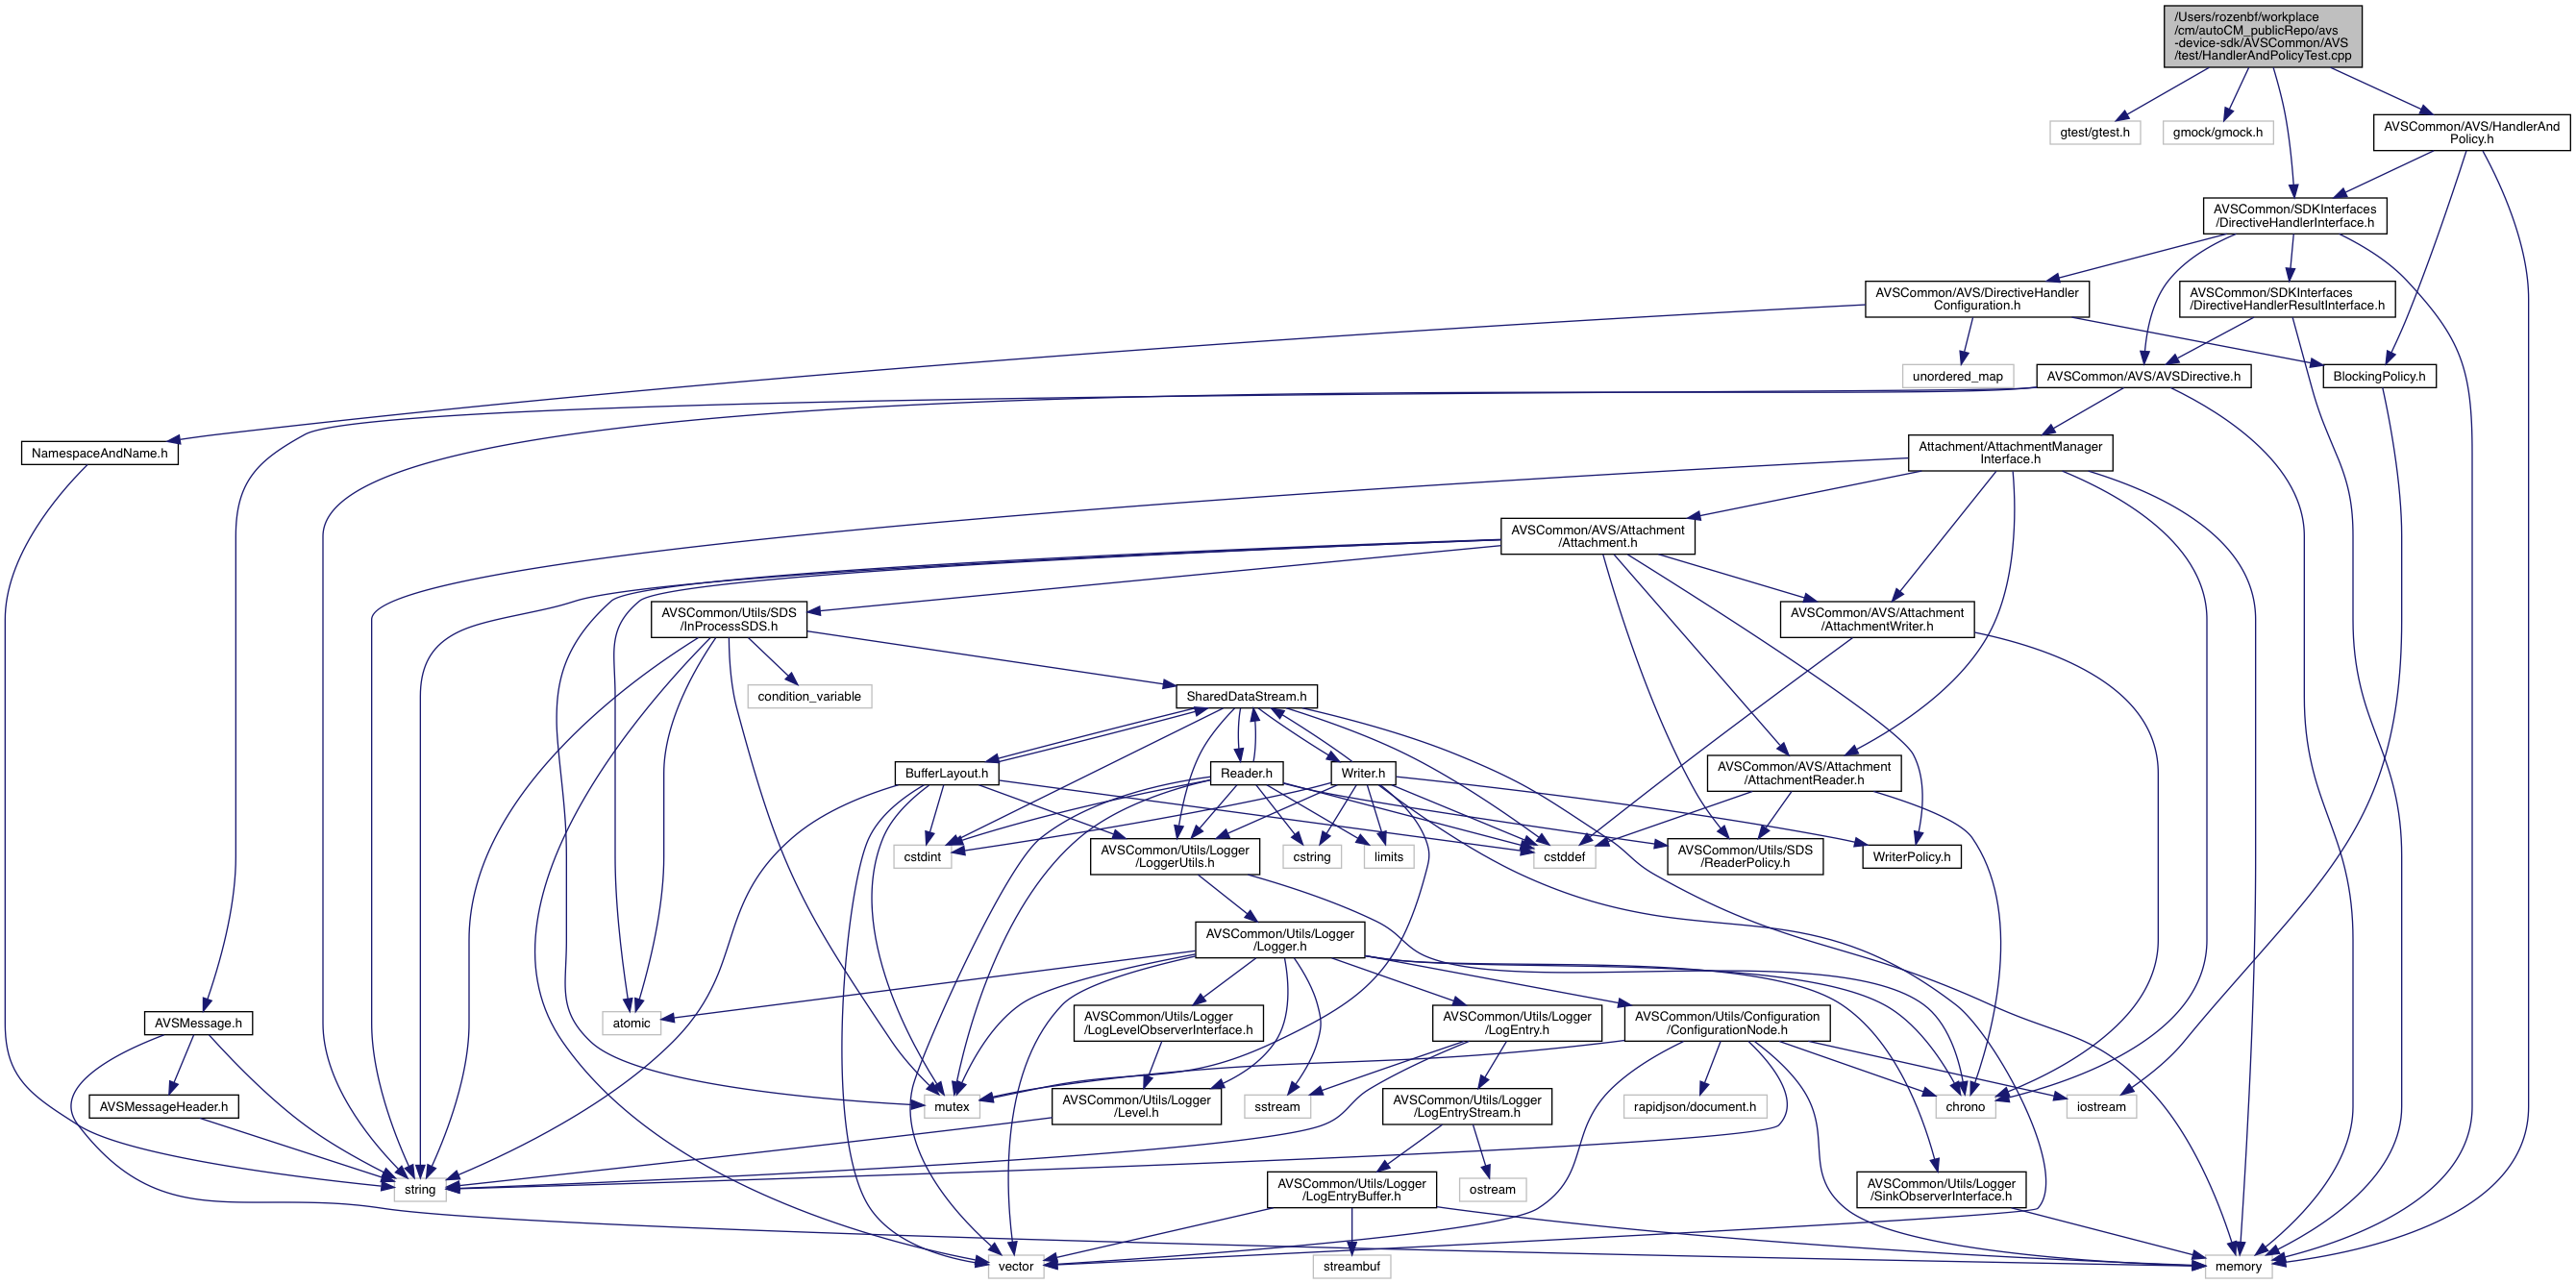 /Users/rozenbf/workplace
/cm/autoCM_publicRepo/avs
-device-sdk/AVSCommon/AVS
/test/HandlerAndPolicyTest.cpp
gtest/gtest.h
gmock/gmock.h
AVSCommon/AVS/HandlerAnd
Policy.h
AVSCommon/SDKInterfaces
/DirectiveHandlerInterface.h
AVSCommon/AVS/DirectiveHandler
Configuration.h
AVSCommon/SDKInterfaces
/DirectiveHandlerResultInterface.h
unordered_map
AVSCommon/AVS/AVSDirective.h
BlockingPolicy.h
NamespaceAndName.h
Attachment/AttachmentManager
Interface.h
AVSCommon/AVS/Attachment
/Attachment.h
AVSCommon/Utils/SDS
/InProcessSDS.h
AVSCommon/AVS/Attachment
/AttachmentWriter.h
condition_variable
SharedDataStream.h
BufferLayout.h
Reader.h
Writer.h
AVSCommon/AVS/Attachment
/AttachmentReader.h
cstdint
AVSCommon/Utils/Logger
/LoggerUtils.h
cstring
limits
cstddef
AVSCommon/Utils/SDS
/ReaderPolicy.h
WriterPolicy.h
AVSCommon/Utils/Logger
/Logger.h
AVSMessage.h
atomic
AVSCommon/Utils/Logger
/LogLevelObserverInterface.h
AVSCommon/Utils/Logger
/LogEntry.h
AVSCommon/Utils/Configuration
/ConfigurationNode.h
AVSMessageHeader.h
mutex
AVSCommon/Utils/Logger
/Level.h
sstream
AVSCommon/Utils/Logger
/LogEntryStream.h
rapidjson/document.h
chrono
iostream
string
AVSCommon/Utils/Logger
/LogEntryBuffer.h
ostream
AVSCommon/Utils/Logger
/SinkObserverInterface.h
vector
streambuf
memory